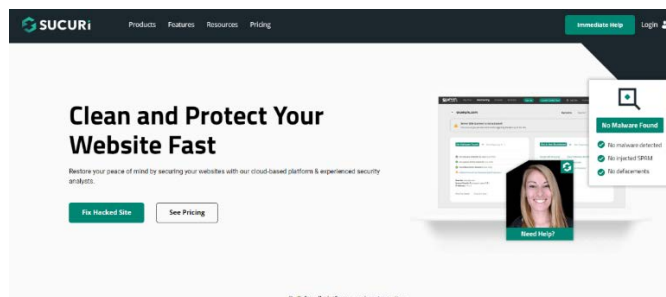 SUCURi
Products Features Resources Pricing
Immediate Help
Login
Clean and Protect Your
Website Fast
Restore your peace of mind by securing your websites with our cloud-based platform & experienced security
analysts.
Fix Hacked Site
See Pricing
No Malware Found
No malware detected
No injected SPAM
No defacements
Need Help?